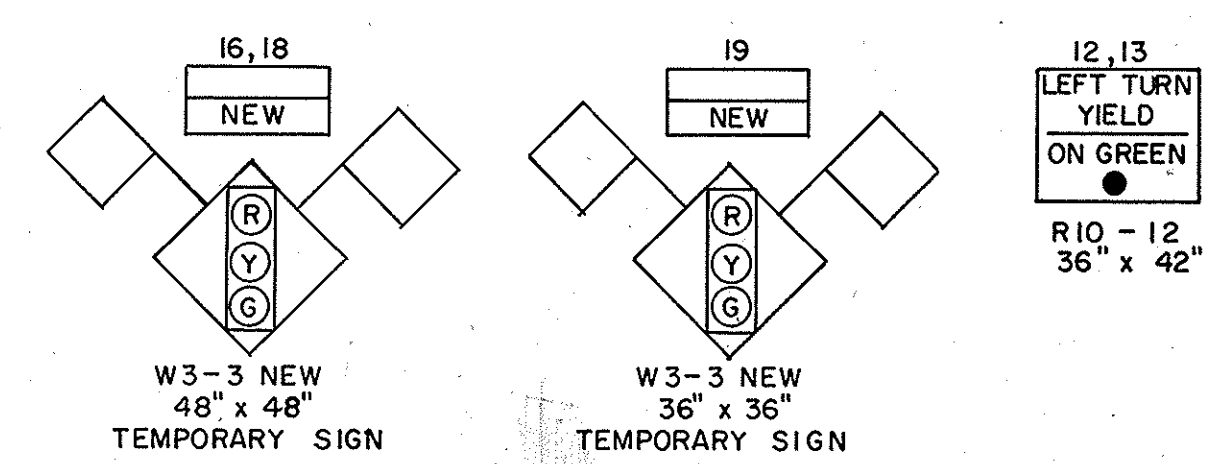 16,18
NEW
R
Y
G
W3-3 NEW
48" x 48"
TEMPORARY SIGN
19
NEW
R
Y
G
W3-3 NEW
36" x 36"
TEMPORARY SIGN
12,13
LEFT TURN
YIELD
ON GREEN
R10-12
36" x 42"